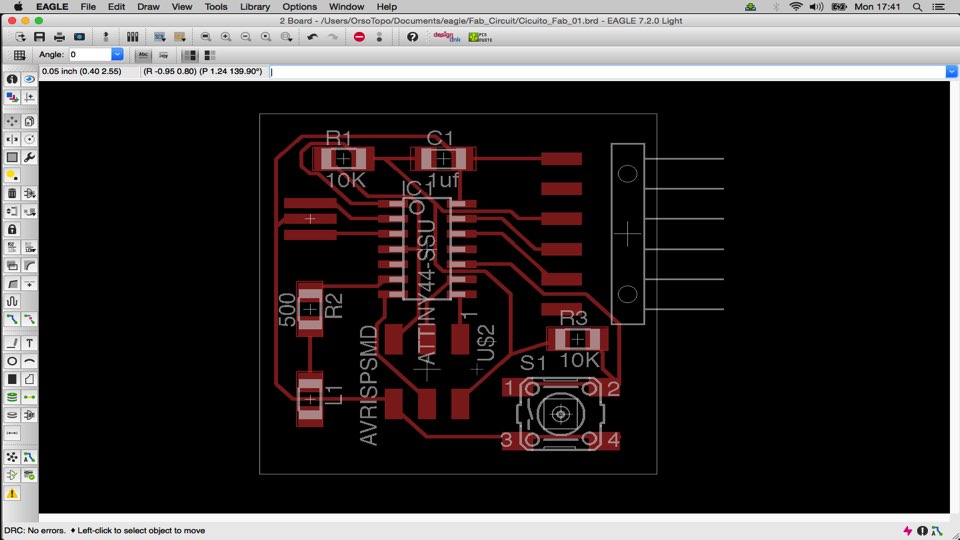 EAGLE File Edit Draw View Tools Library Options Window Help
Mon 17:41
2 Board - /Users/OrsoTopo/Documents/eagle/Fab_Circuit/Cicuito_Fab_01.brd - EAGLE 7.2.0 Light
Angle: 0
0.05 inch (0.40 2.55) (R -0.95 0.80) (P 1.24 139.90°)
R1 C1
10K 1uf
IC1
ATTINY44-SSU
500 R2
1
U$2
AVRISPSMD
L1
R3
10K
S1
1 2
3 4
DRC: No errors. ♦ Left-click to select object to move